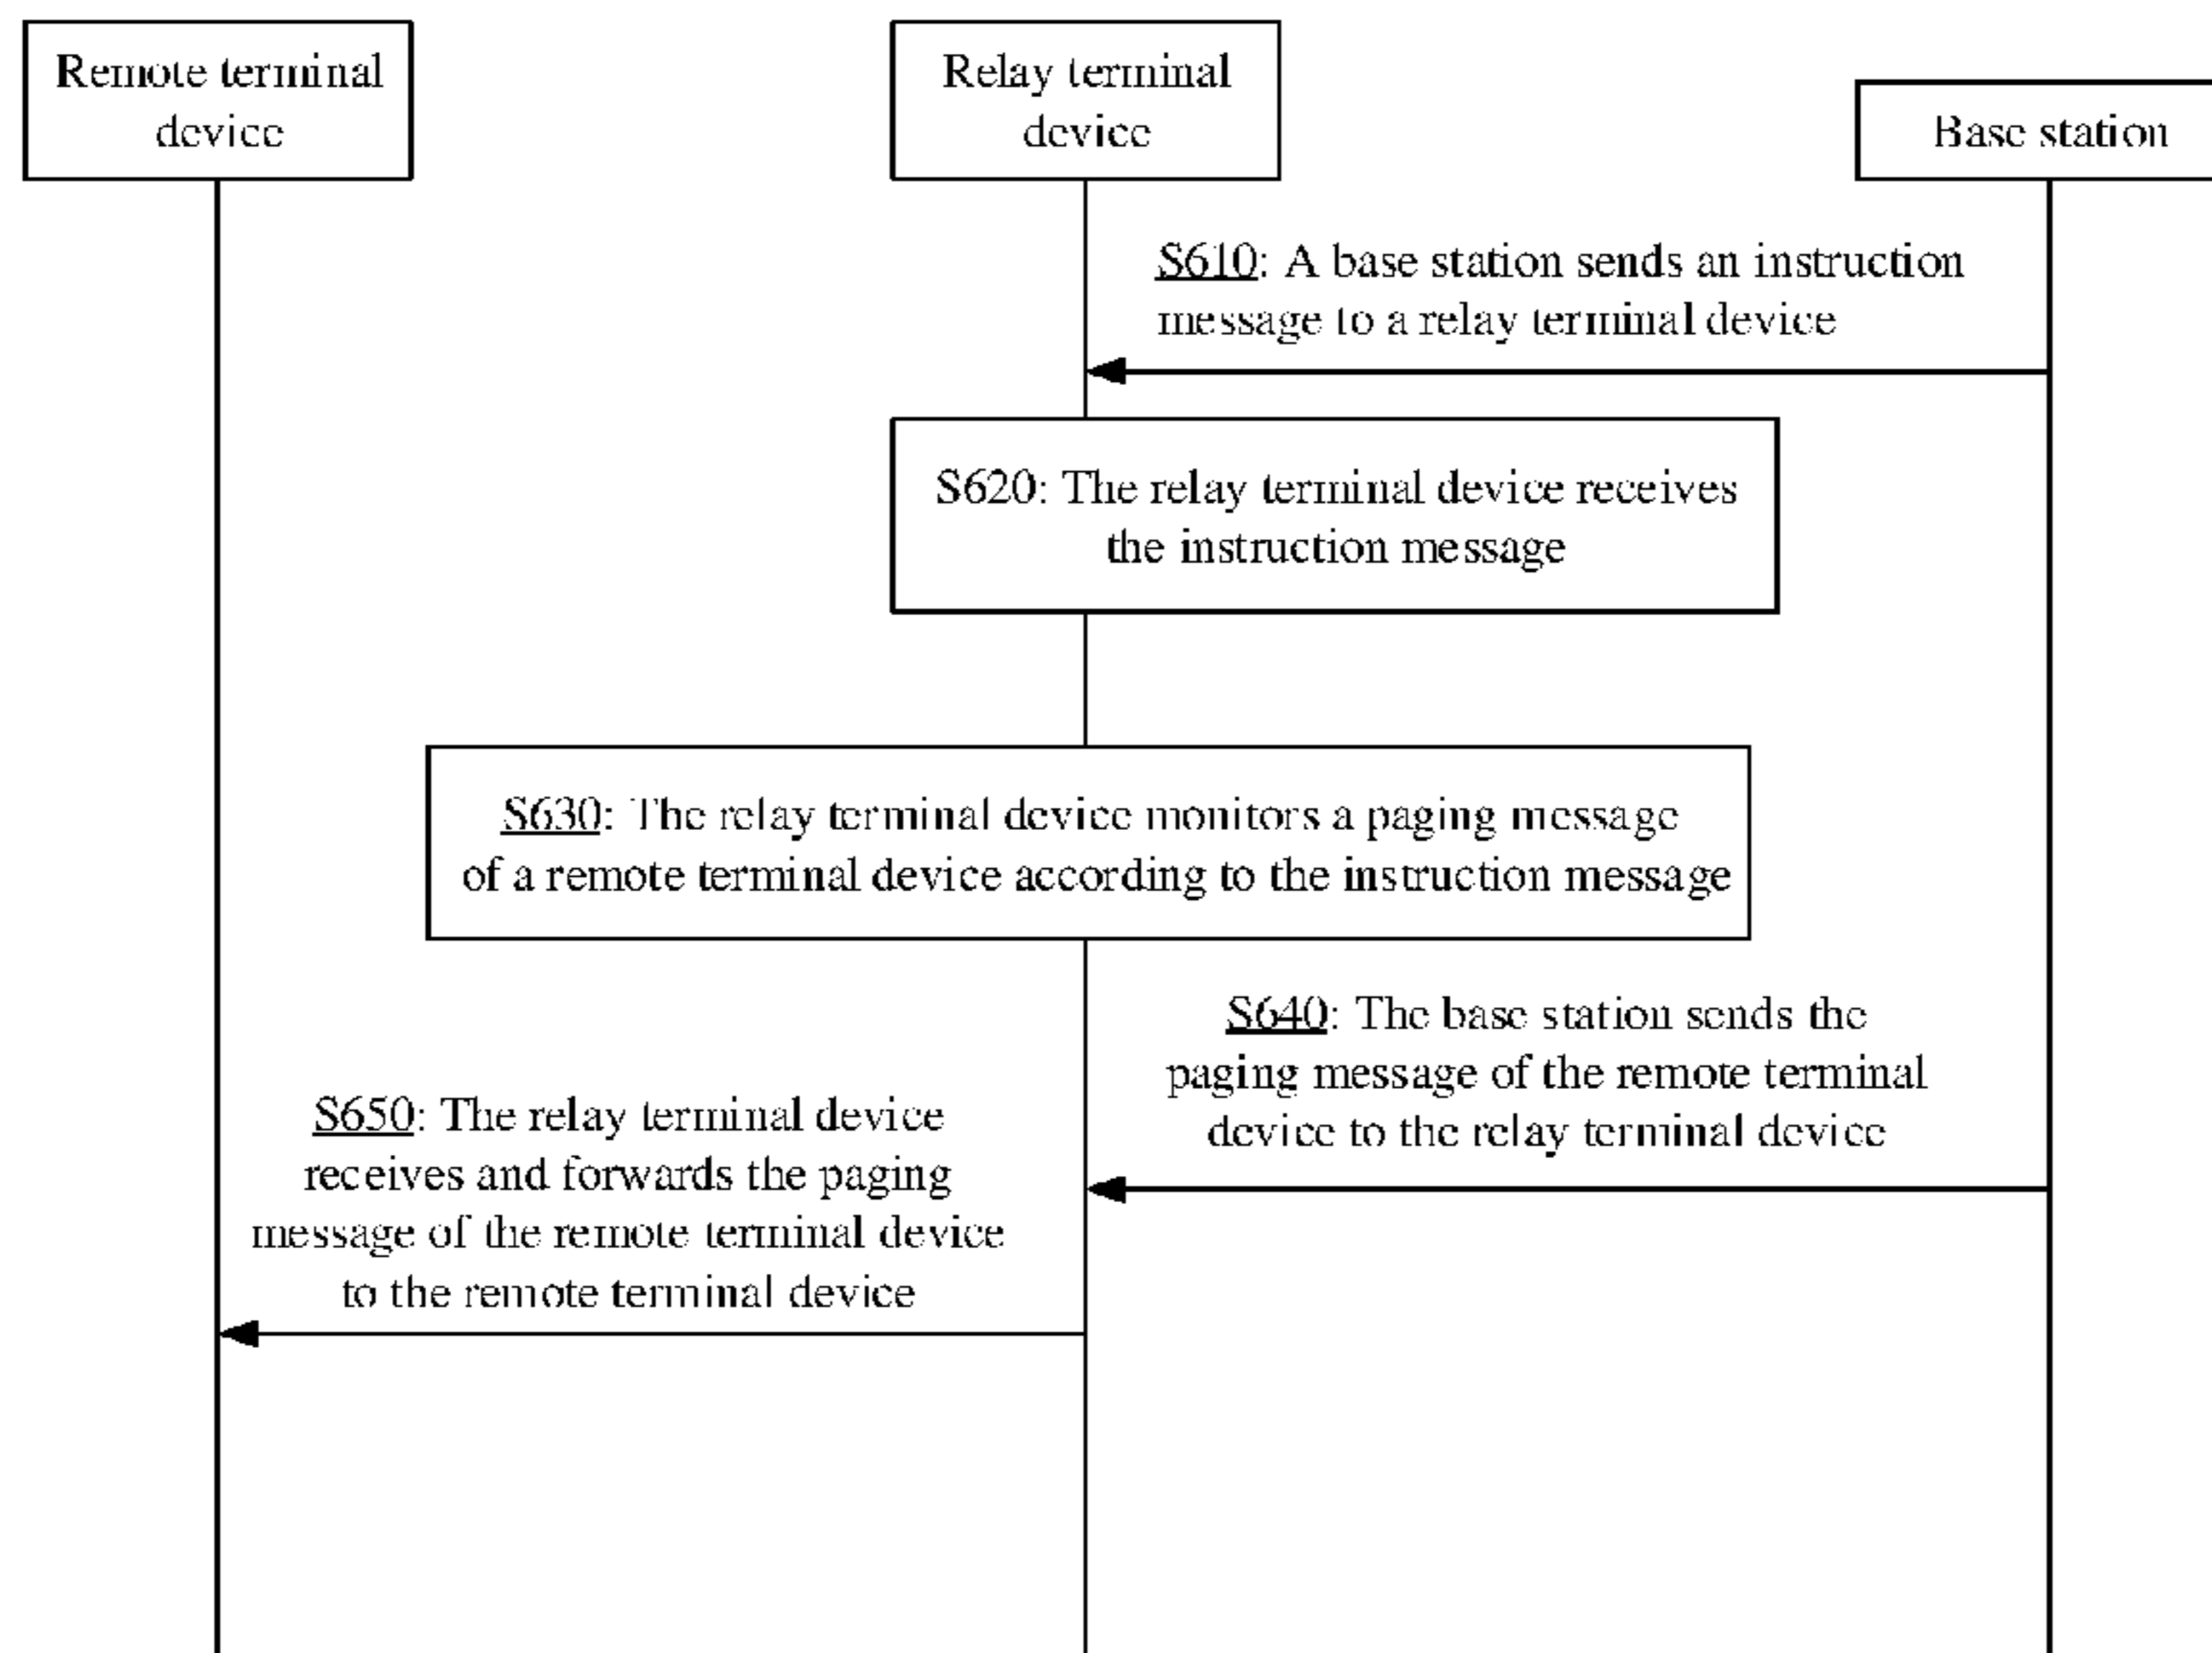 Remote terminal
device
Relay terminal
device
Base station
S610: A base station sends an instruction
message to a relay terminal device
S620: The relay terminal device receives
the instruction message
S630: The relay terminal device monitors a paging message
of a remote terminal device according to the instruction message
S640: The base station sends the
paging message of the remote terminal
device to the relay terminal device
S650: The relay terminal device
receives and forwards the paging
message of the remote terminal device
to the remote terminal device